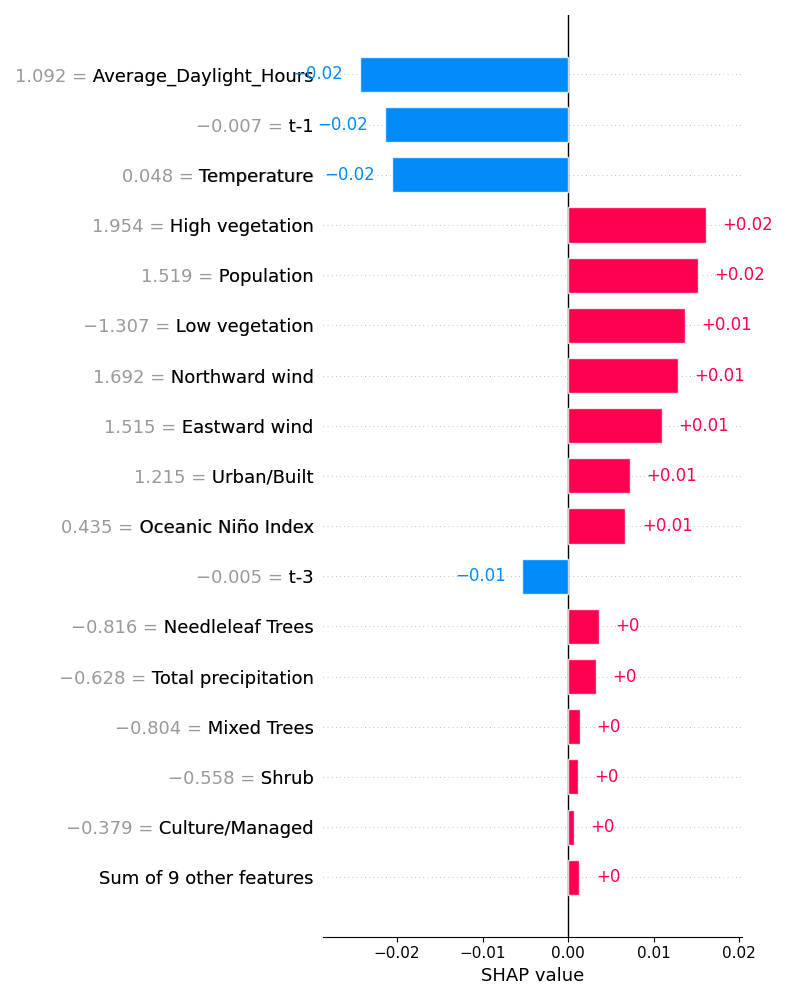 1.092 = Average_Daylight_Hours −0.02
−0.007 = t-1 −0.02
0.048 = Temperature −0.02
1.954 = High vegetation +0.02
1.519 = Population +0.02
−1.307 = Low vegetation +0.01
1.692 = Northward wind +0.01
1.515 = Eastward wind +0.01
1.215 = Urban/Built +0.01
0.435 = Oceanic Niño Index +0.01
−0.005 = t-3 −0.01
−0.816 = Needleleaf Trees +0
−0.628 = Total precipitation +0
−0.804 = Mixed Trees +0
−0.558 = Shrub +0
−0.379 = Culture/Managed +0
Sum of 9 other features +0
−0.02 −0.01 0.00 0.01 0.02
SHAP value